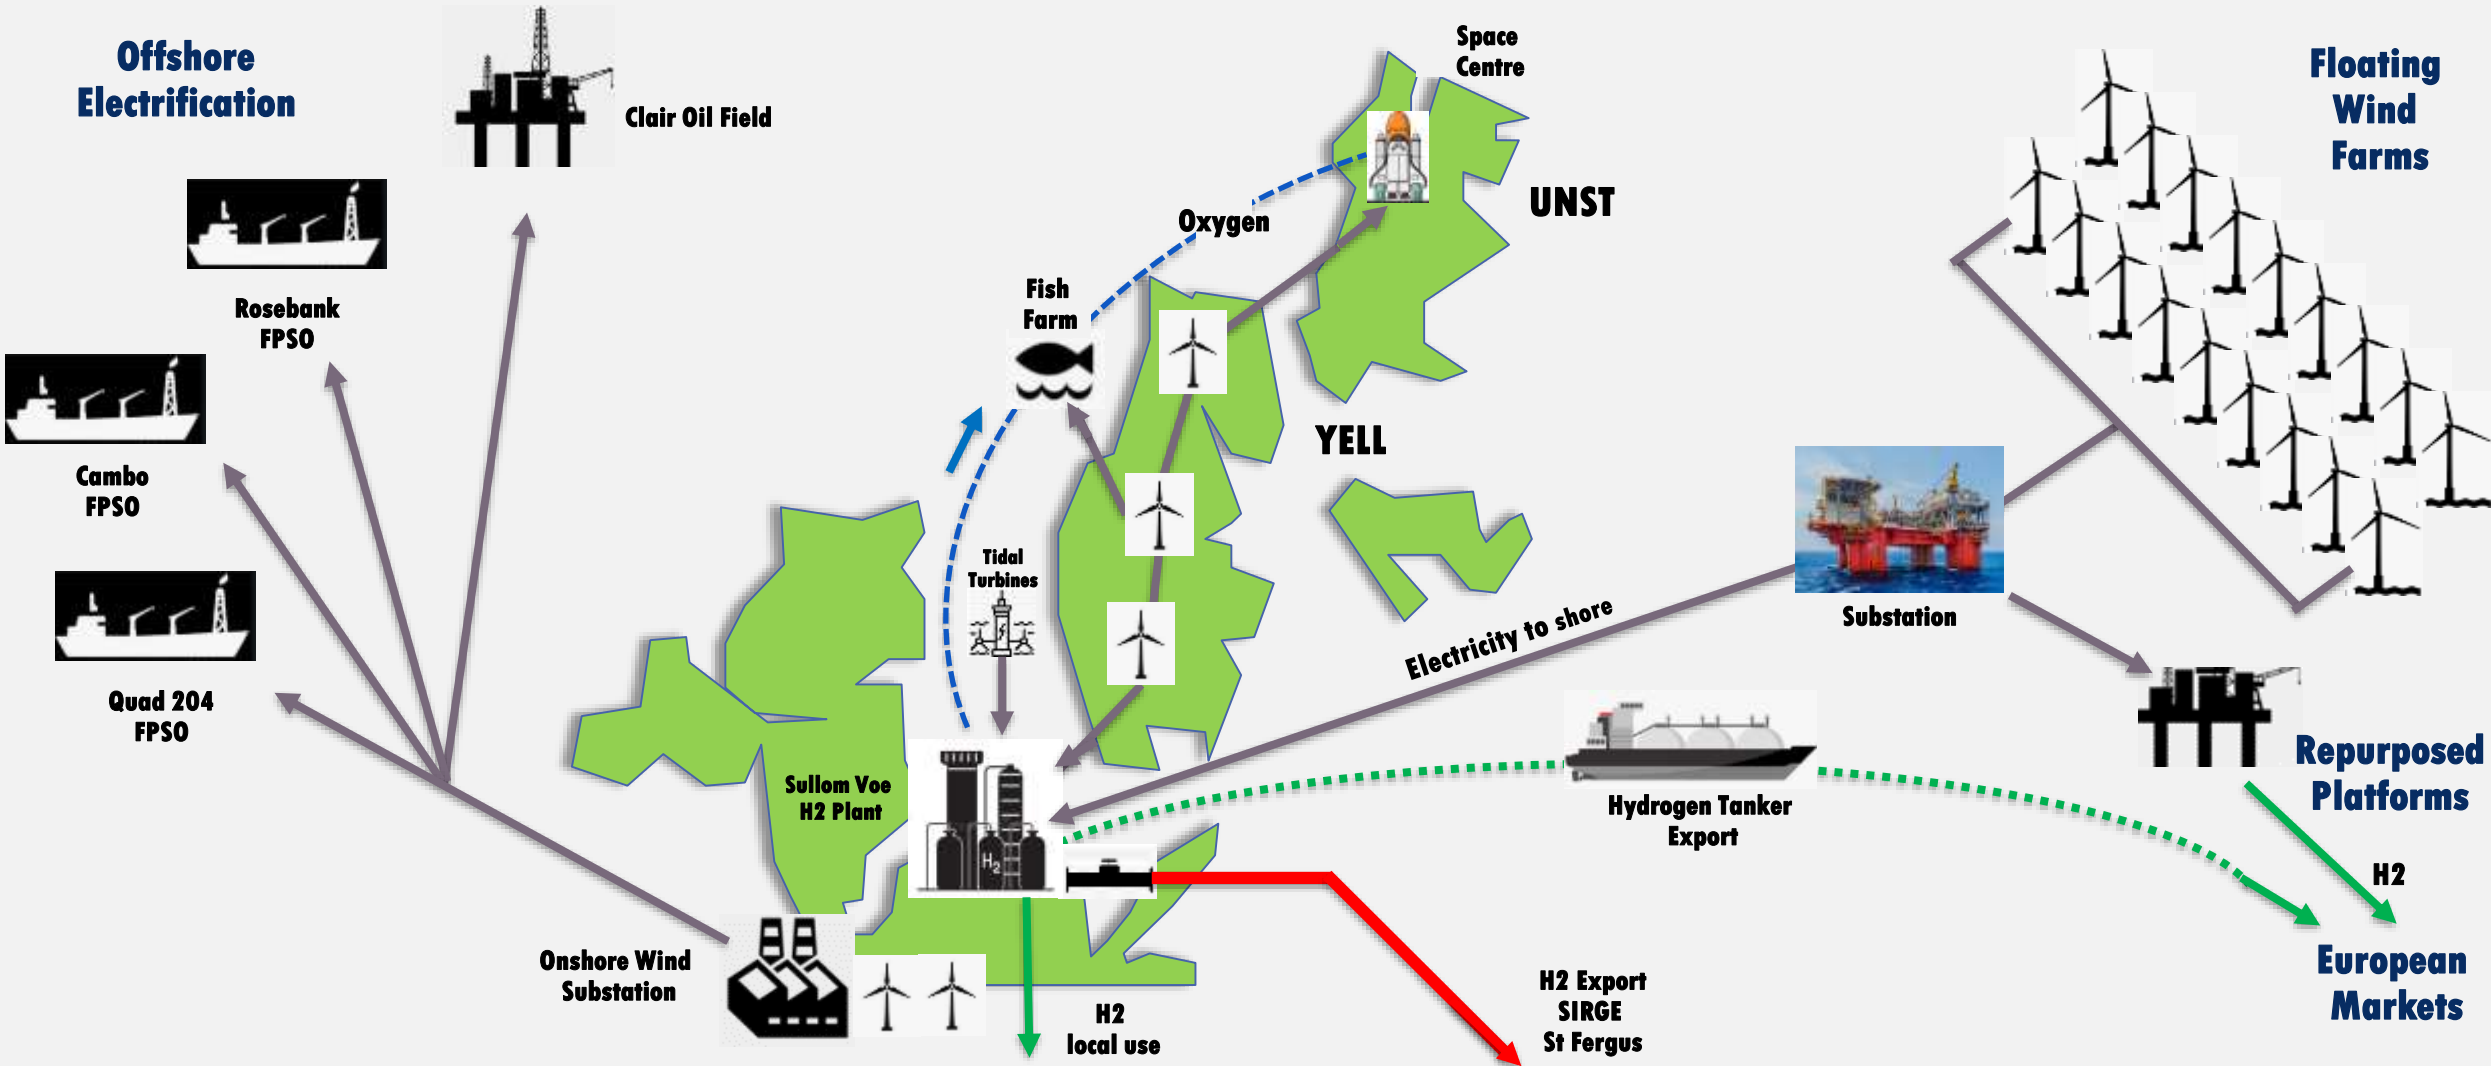 Offshore
Electrification
Clair Oil Field
Rosebank
FPSO
Cambo
FPSO
Quad 204
FPSO
Space
Centre
UNST
Oxygen
Fish
Farm
YELL
Tidal
Turbines
Sullom Voe
H2 Plant
H2
Onshore Wind
Substation
H2
local use
H2 Export
SIRGE
St Fergus
Electricity to shore
Hydrogen Tanker
Export
Floating
Wind
Farms
Substation
Repurposed
Platforms
H2
European
Markets